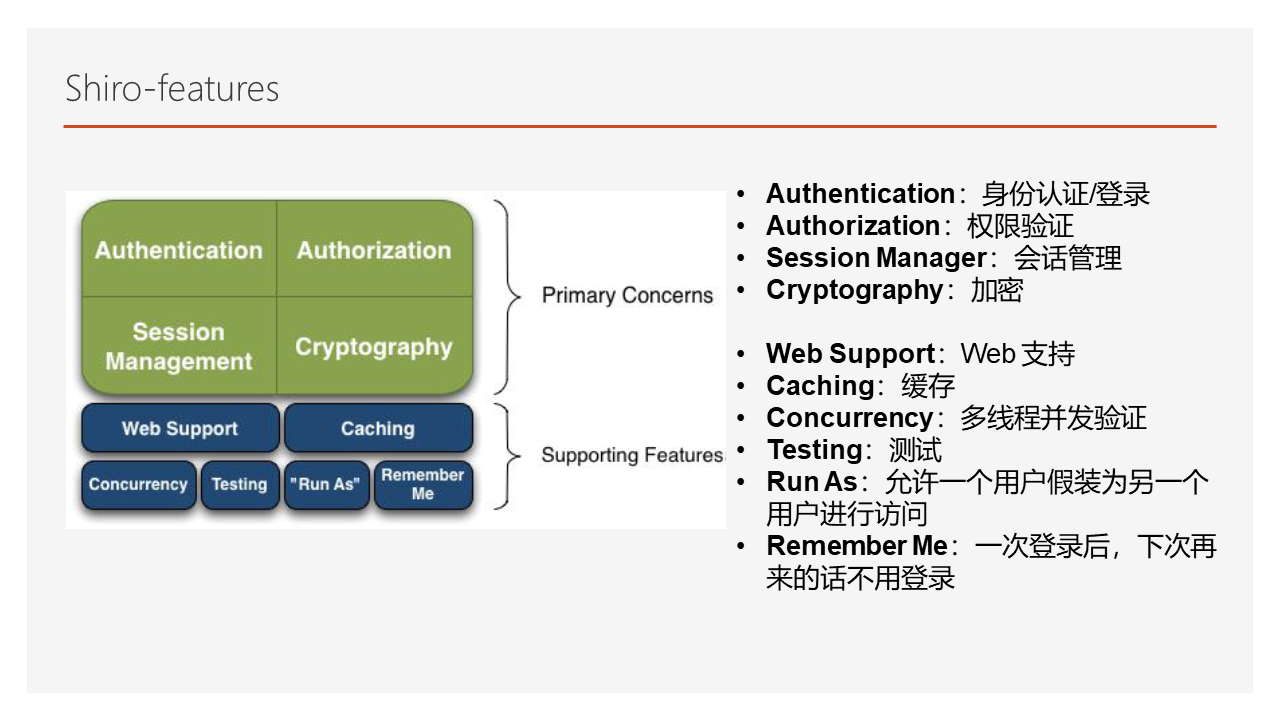 Shiro-features
Authentication
Authorization
Session
Management
Cryptography
Primary Concerns
Web Support
Caching
Concurrency
Testing
"Run As"
Remember
Me
Supporting Features
• Authentication：身份认证/登录
• Authorization：权限验证
• Session Manager：会话管理
• Cryptography：加密
• Web Support：Web 支持
• Caching：缓存
• Concurrency：多线程并发验证
• Testing：测试
• Run As：允许一个用户假装为另一个
用户进行访问
• Remember Me：一次登录后，下次再
来的话不用登录